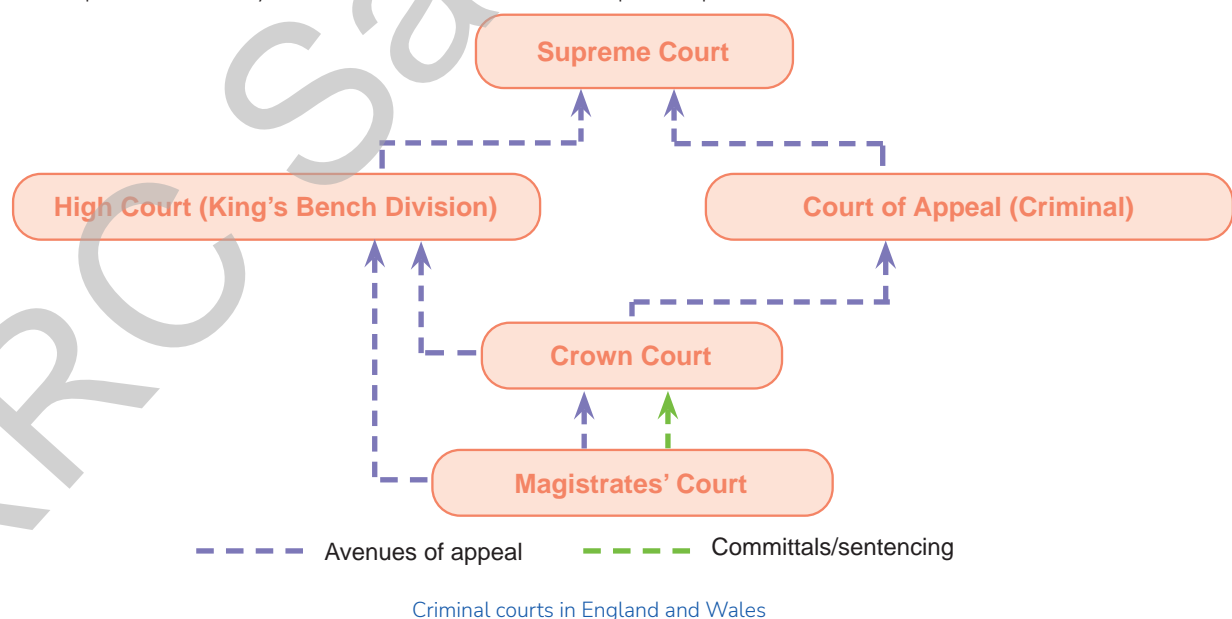 Supreme Court
High Court (King's Bench Division)
Court of Appeal (Criminal)
Crown Court
Magistrates' Court
Avenues of appeal
Committals/sentencing
Criminal courts in England and Wales